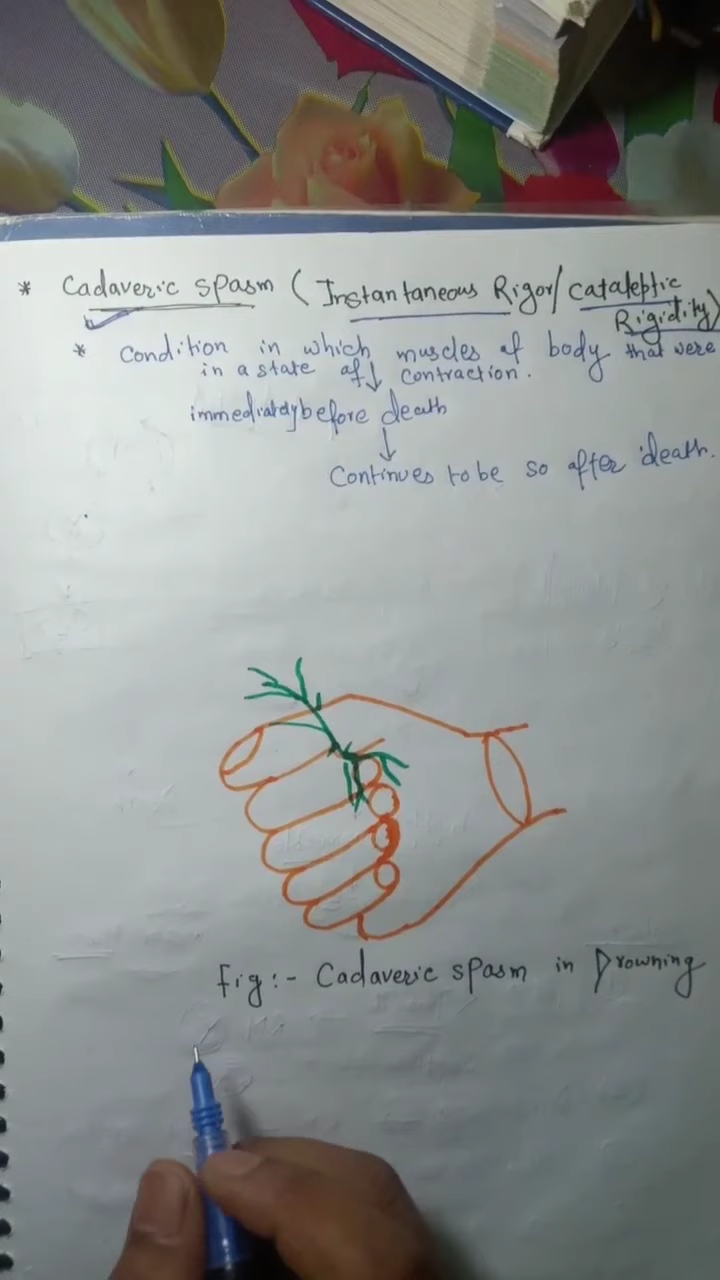 * Cadaveric spasm (Instantaneous Rigor/Cataleptic
Rigidity)
* Condition in which muscles of body that were
in a state of ↓ contraction.
immediately before death
↓
Continues to be so after death.
Fig:- Cadaveric spasm in Drowning